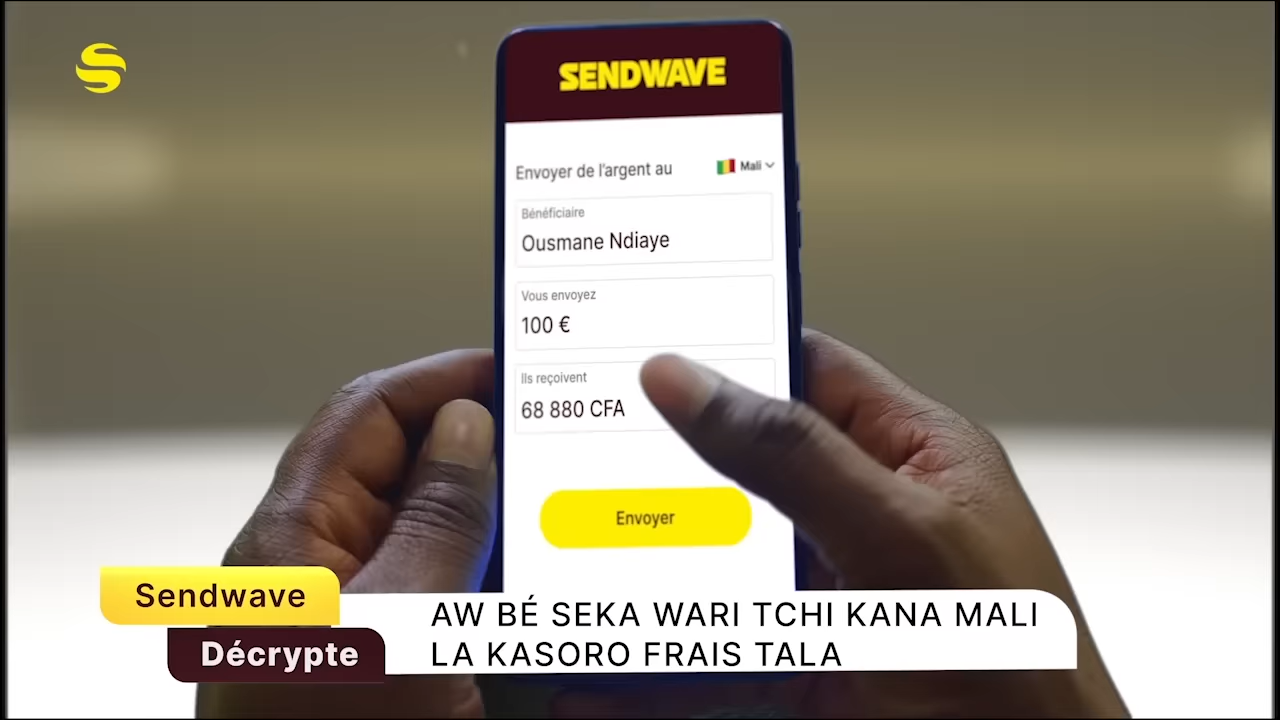 SENDWAVE
Envoyer de l'argent au Mali
Bénéficiaire
Ousmane Ndiaye
Vous envoyez
100 €
Ils reçoivent
68 880 CFA
Envoyer
Sendwave
Décrypte
AW BÉ SEKA WARI TCHI KANA MALI
LA KASORO FRAIS TALA